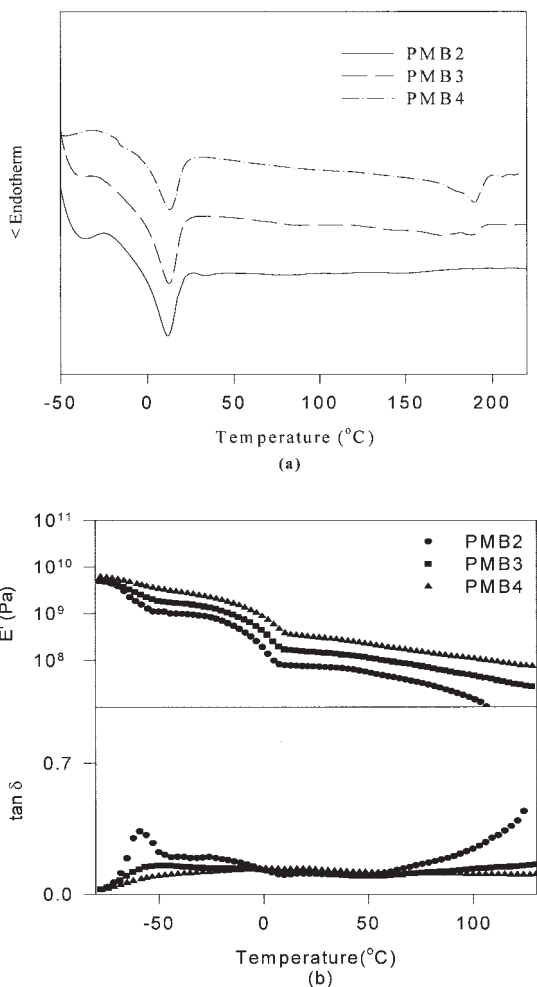 PMB2
PMB3
PMB4
< Endotherm
-50 0 50 100 150 200
Temperature (°C)
(a)
10¹¹
10¹⁰
10⁹
10⁸
E' (Pa)
PMB2
PMB3
PMB4
0.7
tan δ
0.0
-50 0 50 100
Temperature(°C)
(b)